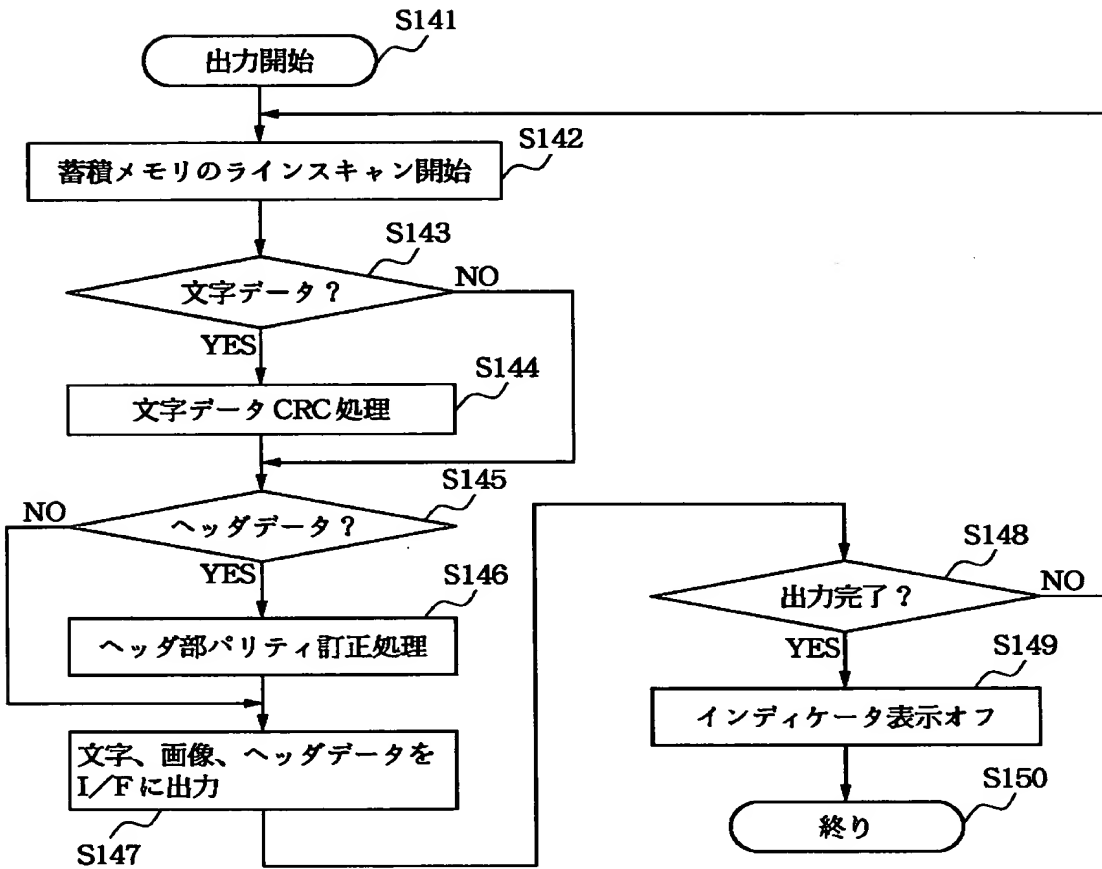 S141
出力開始
S142
蓄積メモリのラインスキャン開始
S143
文字データ?
NO
YES
S144
文字データCRC処理
S145
ヘッダデータ?
NO
YES
S146
ヘッダ部パリティ訂正処理
文字、画像、ヘッダデータを
I/Fに出力
S147
S148
出力完了?
NO
YES
S149
インディケータ表示オフ
S150
終り